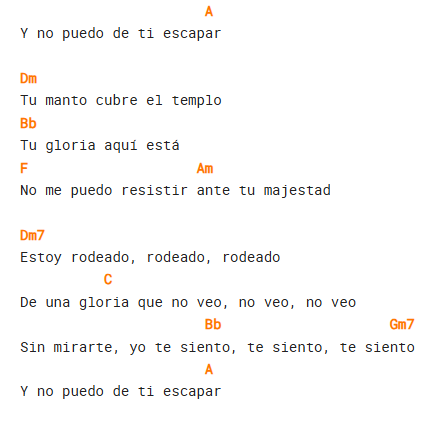 A
Y no puedo de ti escapar
Dm
Tu manto cubre el templo
Bb
Tu gloria aquí está
F Am
No me puedo resistir ante tu majestad
Dm7
Estoy rodeado, rodeado, rodeado
C
De una gloria que no veo, no veo, no veo
Bb Gm7
Sin mirarte, yo te siento, te siento, te siento
A
Y no puedo de ti escapar